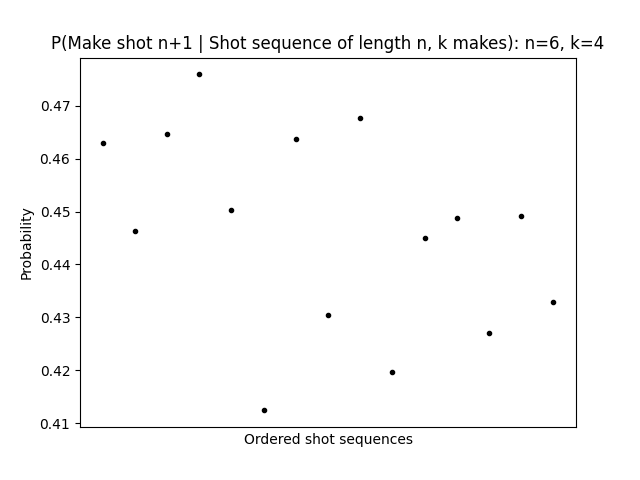 P(Make shot n+1 | Shot sequence of length n, k makes): n=6, k=4
0.47
0.46
0.45
0.44
0.43
0.42
0.41
Probability
Ordered shot sequences